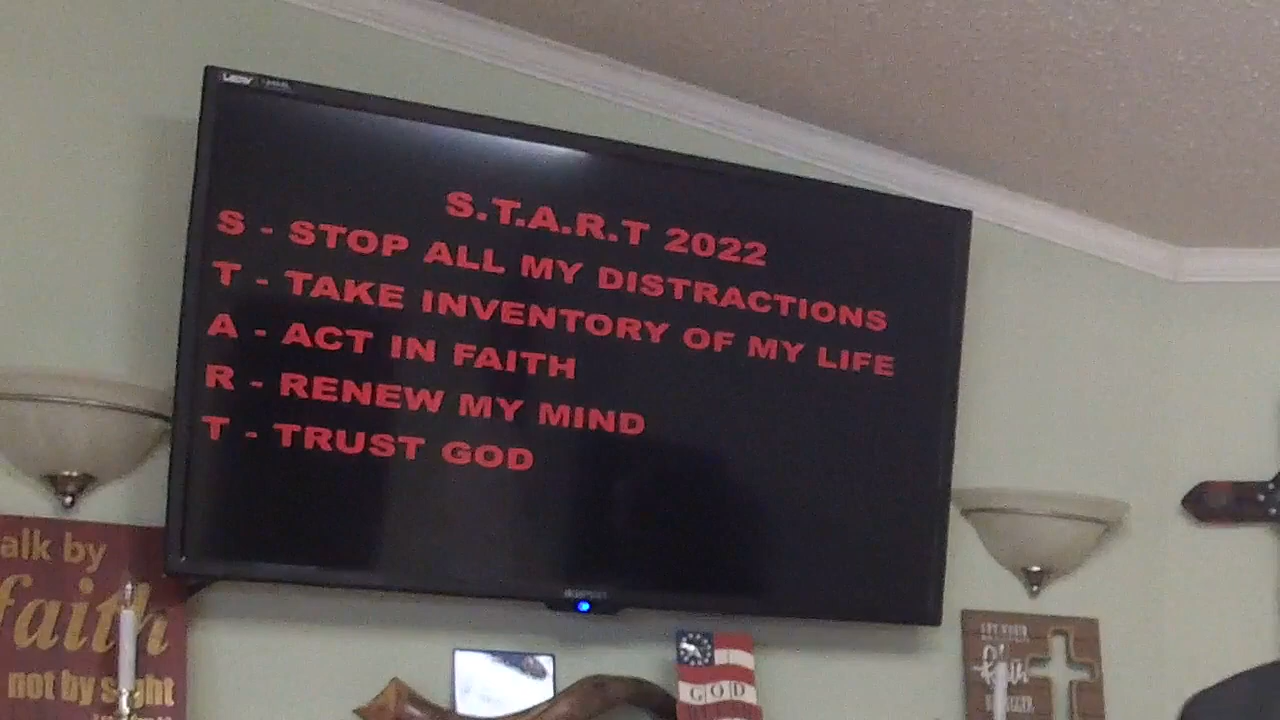 S.T.A.R.T 2022
S - STOP ALL MY DISTRACTIONS
T - TAKE INVENTORY OF MY LIFE
A - ACT IN FAITH
R - RENEW MY MIND
T - TRUST GOD
alk by
faith
not by sight
GOD